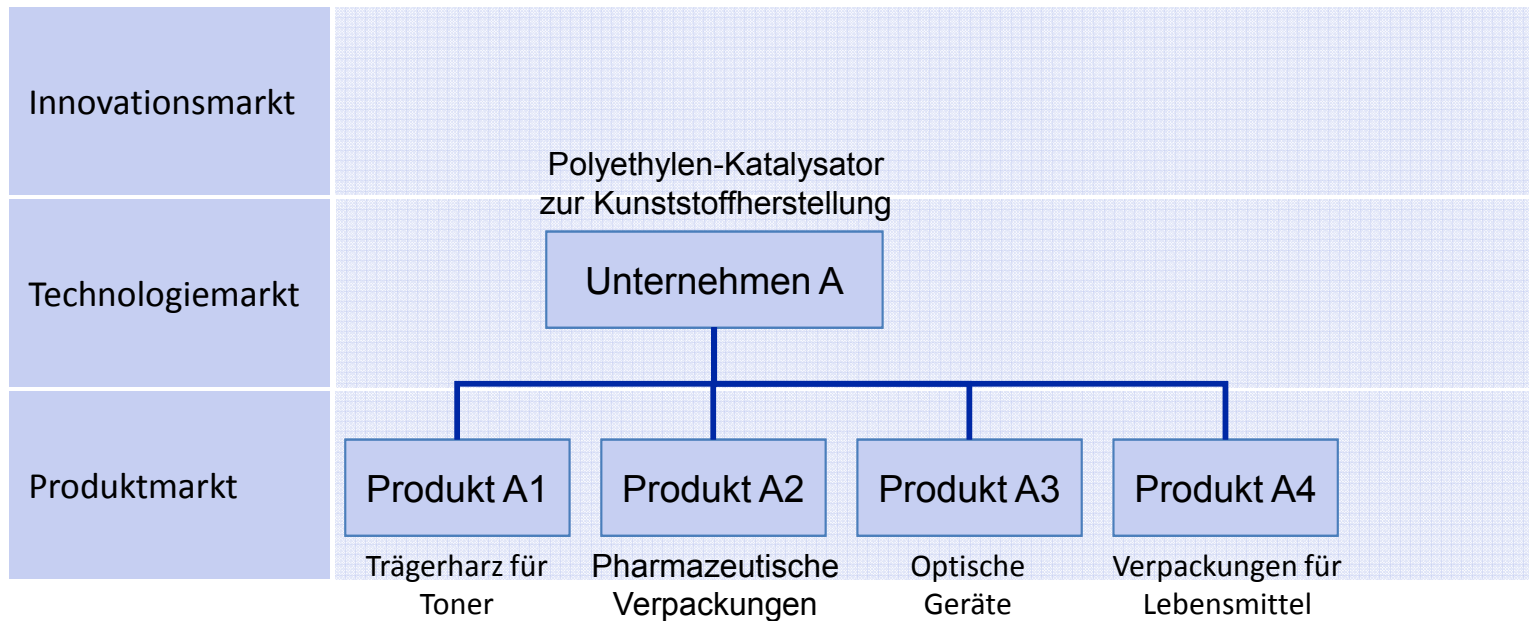 Innovationsmarkt
Polyethylen-Katalysator
zur Kunststoffherstellung
Technologiemarkt
Unternehmen A
Produktmarkt
Produkt A1
Produkt A2
Produkt A3
Produkt A4
Trägerharz für
Toner
Pharmazeutische
Verpackungen
Optische
Geräte
Verpackungen für
Lebensmittel